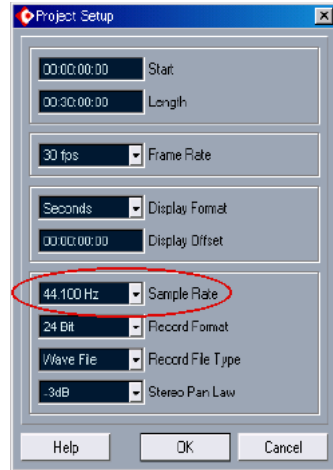 Project Setup
00:00:00:00 Start
00:30:00:00 Length
30 fps Frame Rate
Seconds Display Format
00:00:00:00 Display Offset
44.100 Hz Sample Rate
24 Bit Record Format
Wave File Record File Type
-3dB Stereo Pan Law
Help OK Cancel